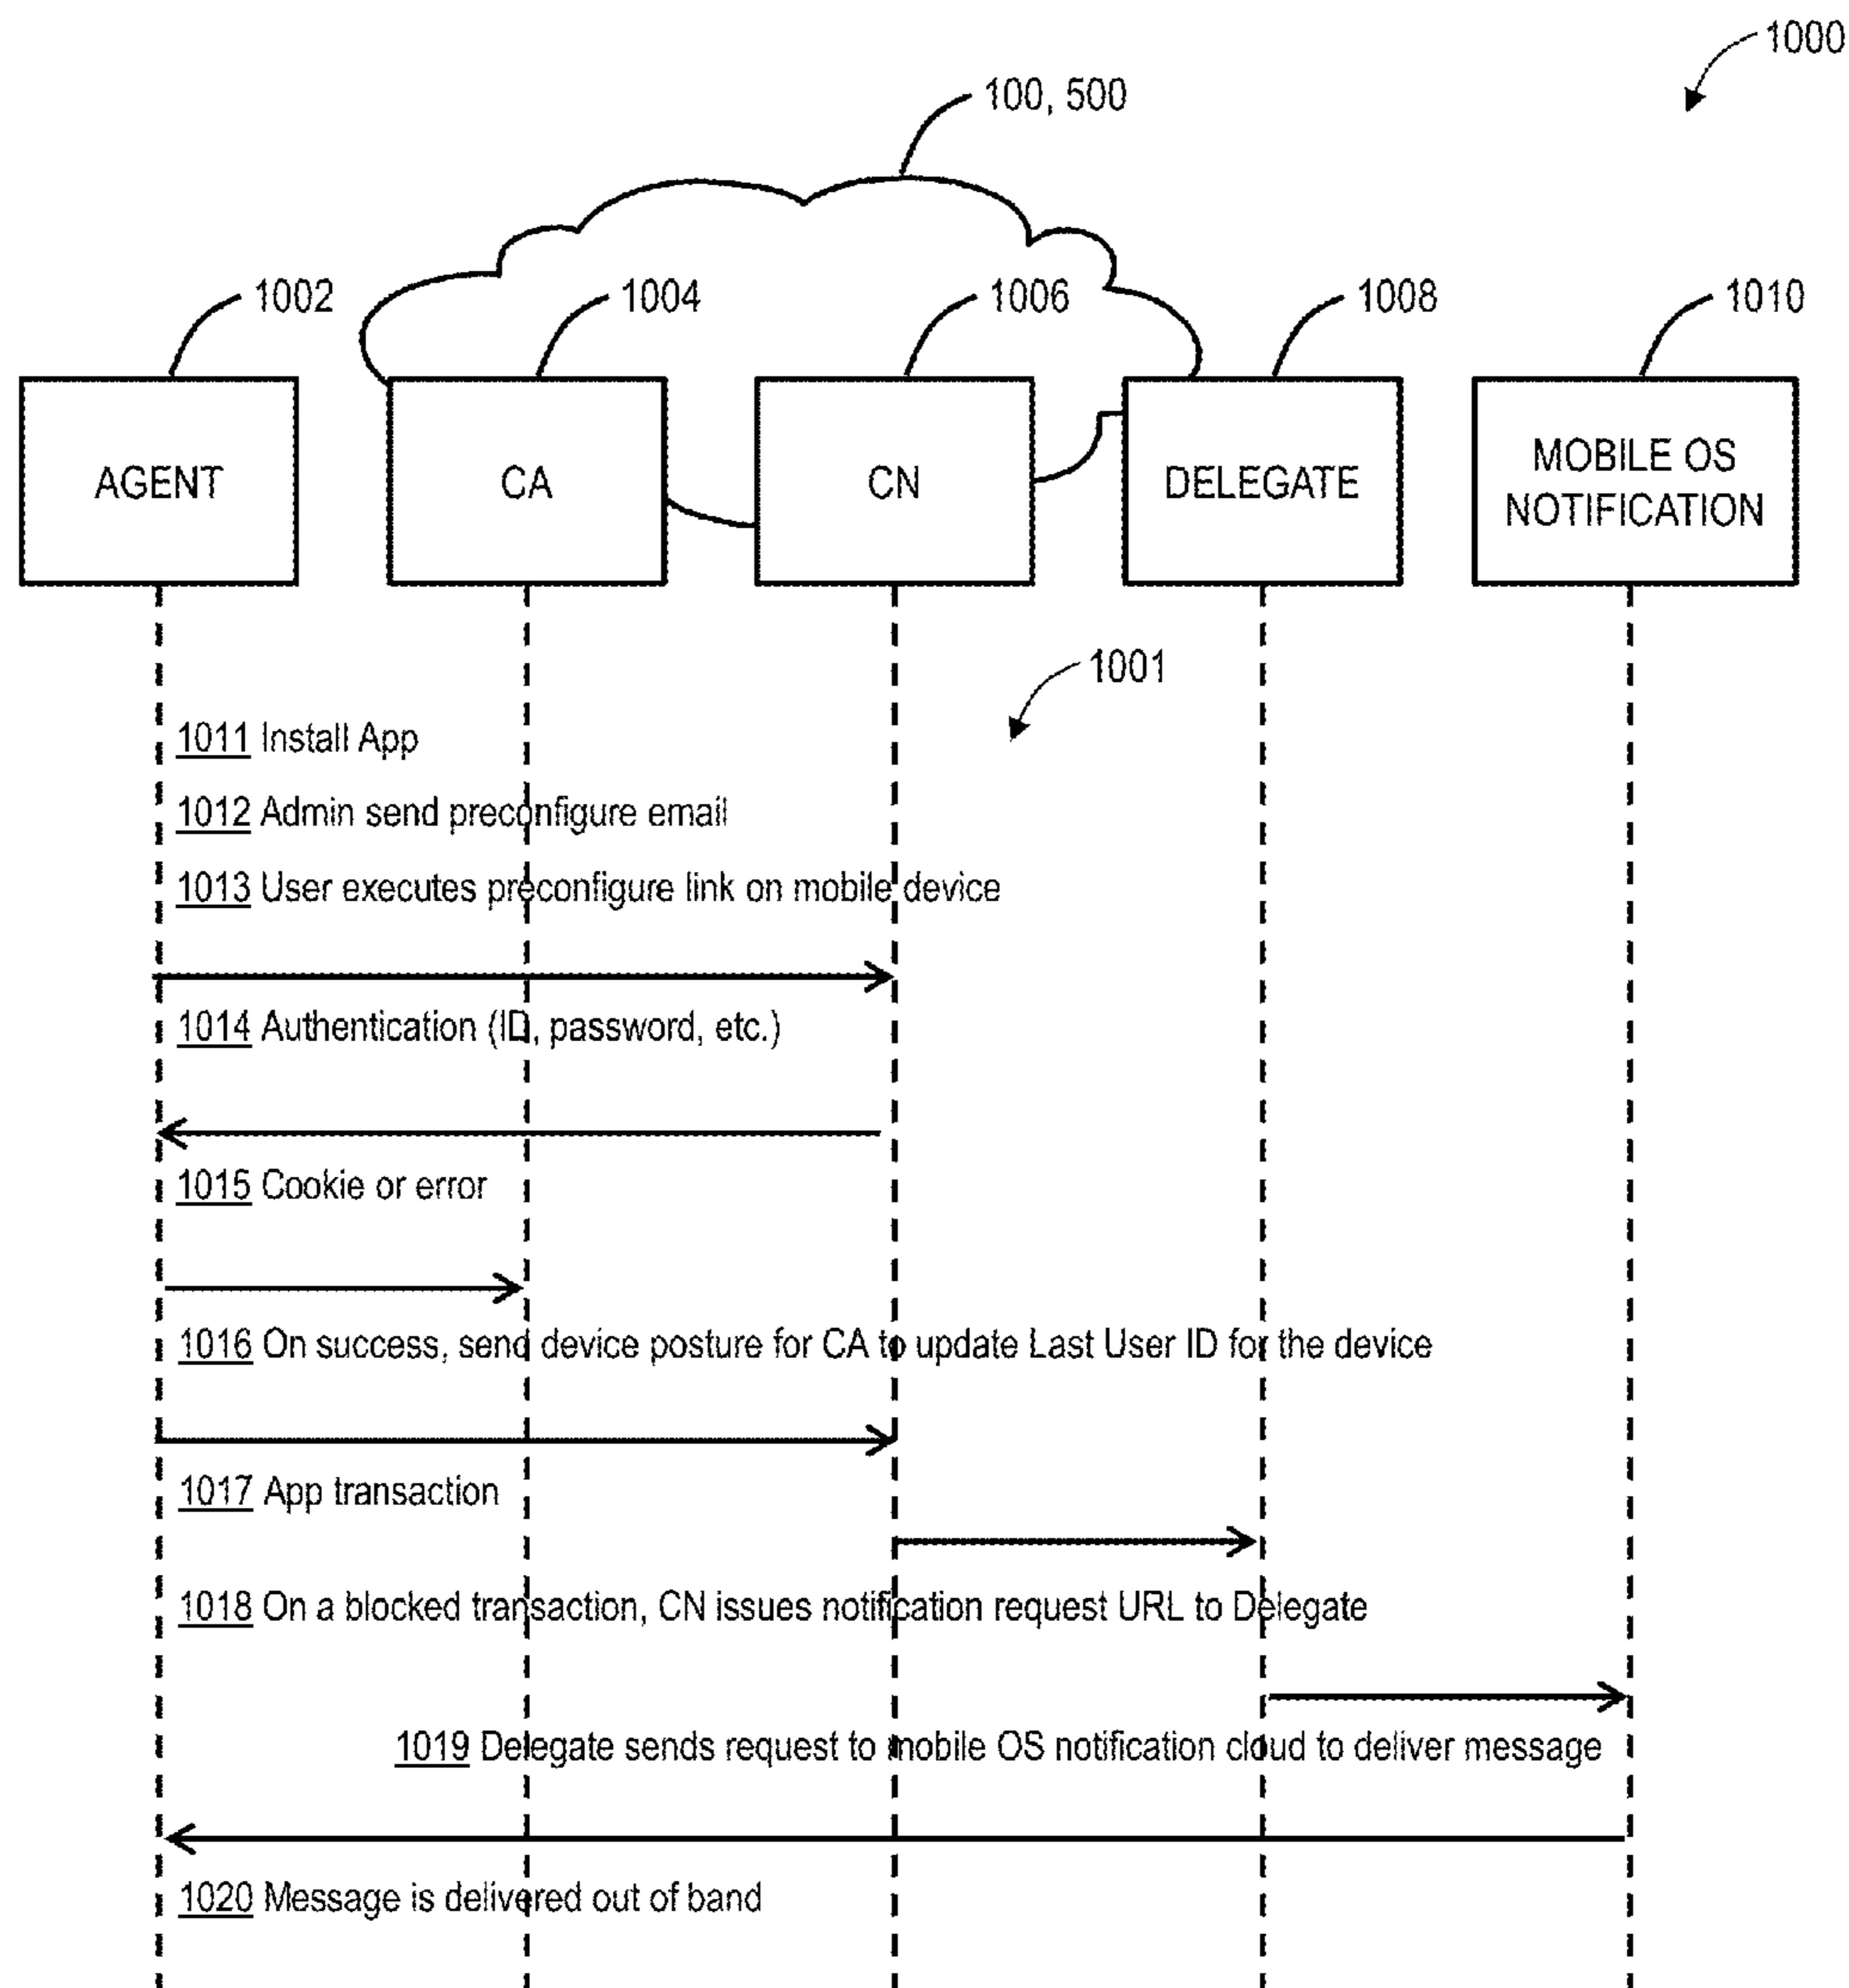 1000
100, 500
1002
1004
1006
1008
1010
AGENT
CA
CN
DELEGATE
MOBILE OS
NOTIFICATION
1001
1011 Install App
1012 Admin send preconfigure email
1013 User executes preconfigure link on mobile device
1014 Authentication (ID, password, etc.)
1015 Cookie or error
1016 On success, send device posture for CA to update Last User ID for the device
1017 App transaction
1018 On a blocked transaction, CN issues notification request URL to Delegate
1019 Delegate sends request to mobile OS notification cloud to deliver message
1020 Message is delivered out of band